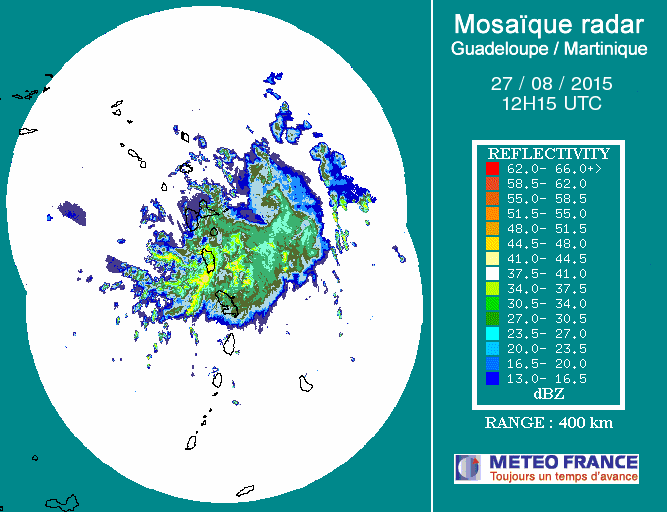 Mosaïque radar
Guadeloupe / Martinique
27 / 08 / 2015
12H15 UTC
REFLECTIVITY
62.0- 66.0+>
58.5- 62.0
55.0- 58.5
51.5- 55.0
48.0- 51.5
44.5- 48.0
41.0- 44.5
37.5- 41.0
34.0- 37.5
30.5- 34.0
27.0- 30.5
23.5- 27.0
20.0- 23.5
16.5- 20.0
13.0- 16.5
dBZ
RANGE : 400 km
METEO FRANCE
Toujours un temps d'avance